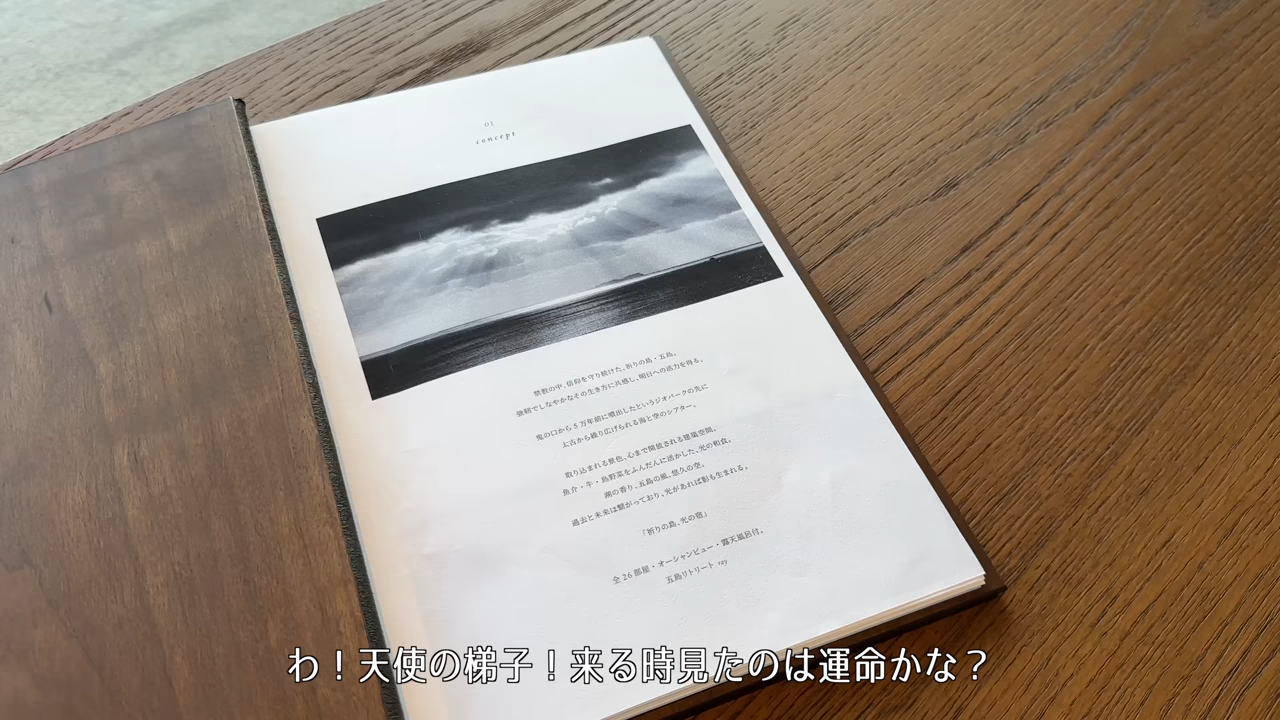 01
concept
禁教の中、信仰を守り続けた、祈りの島・五島。
強靭でしなやかなその生き方に共感し、明日への活力を得る。
鬼の口から5万年前に噴出したというジオパークの先に
太古から繰り広げられる海と空のシアター。
取り込まれる景色、心まで開放される建築空間。
魚介・牛・島野菜をふんだんに活かした、光の和食。
潮の香り、五島の風、悠久の空。
過去と未来は繋がっており、光があれば影も生まれる。
「祈りの島、光の宿」
全26部屋・オーシャンビュー・露天風呂付。
五島リトリート ray
わ！天使の梯子！来る時見たのは運命かな？